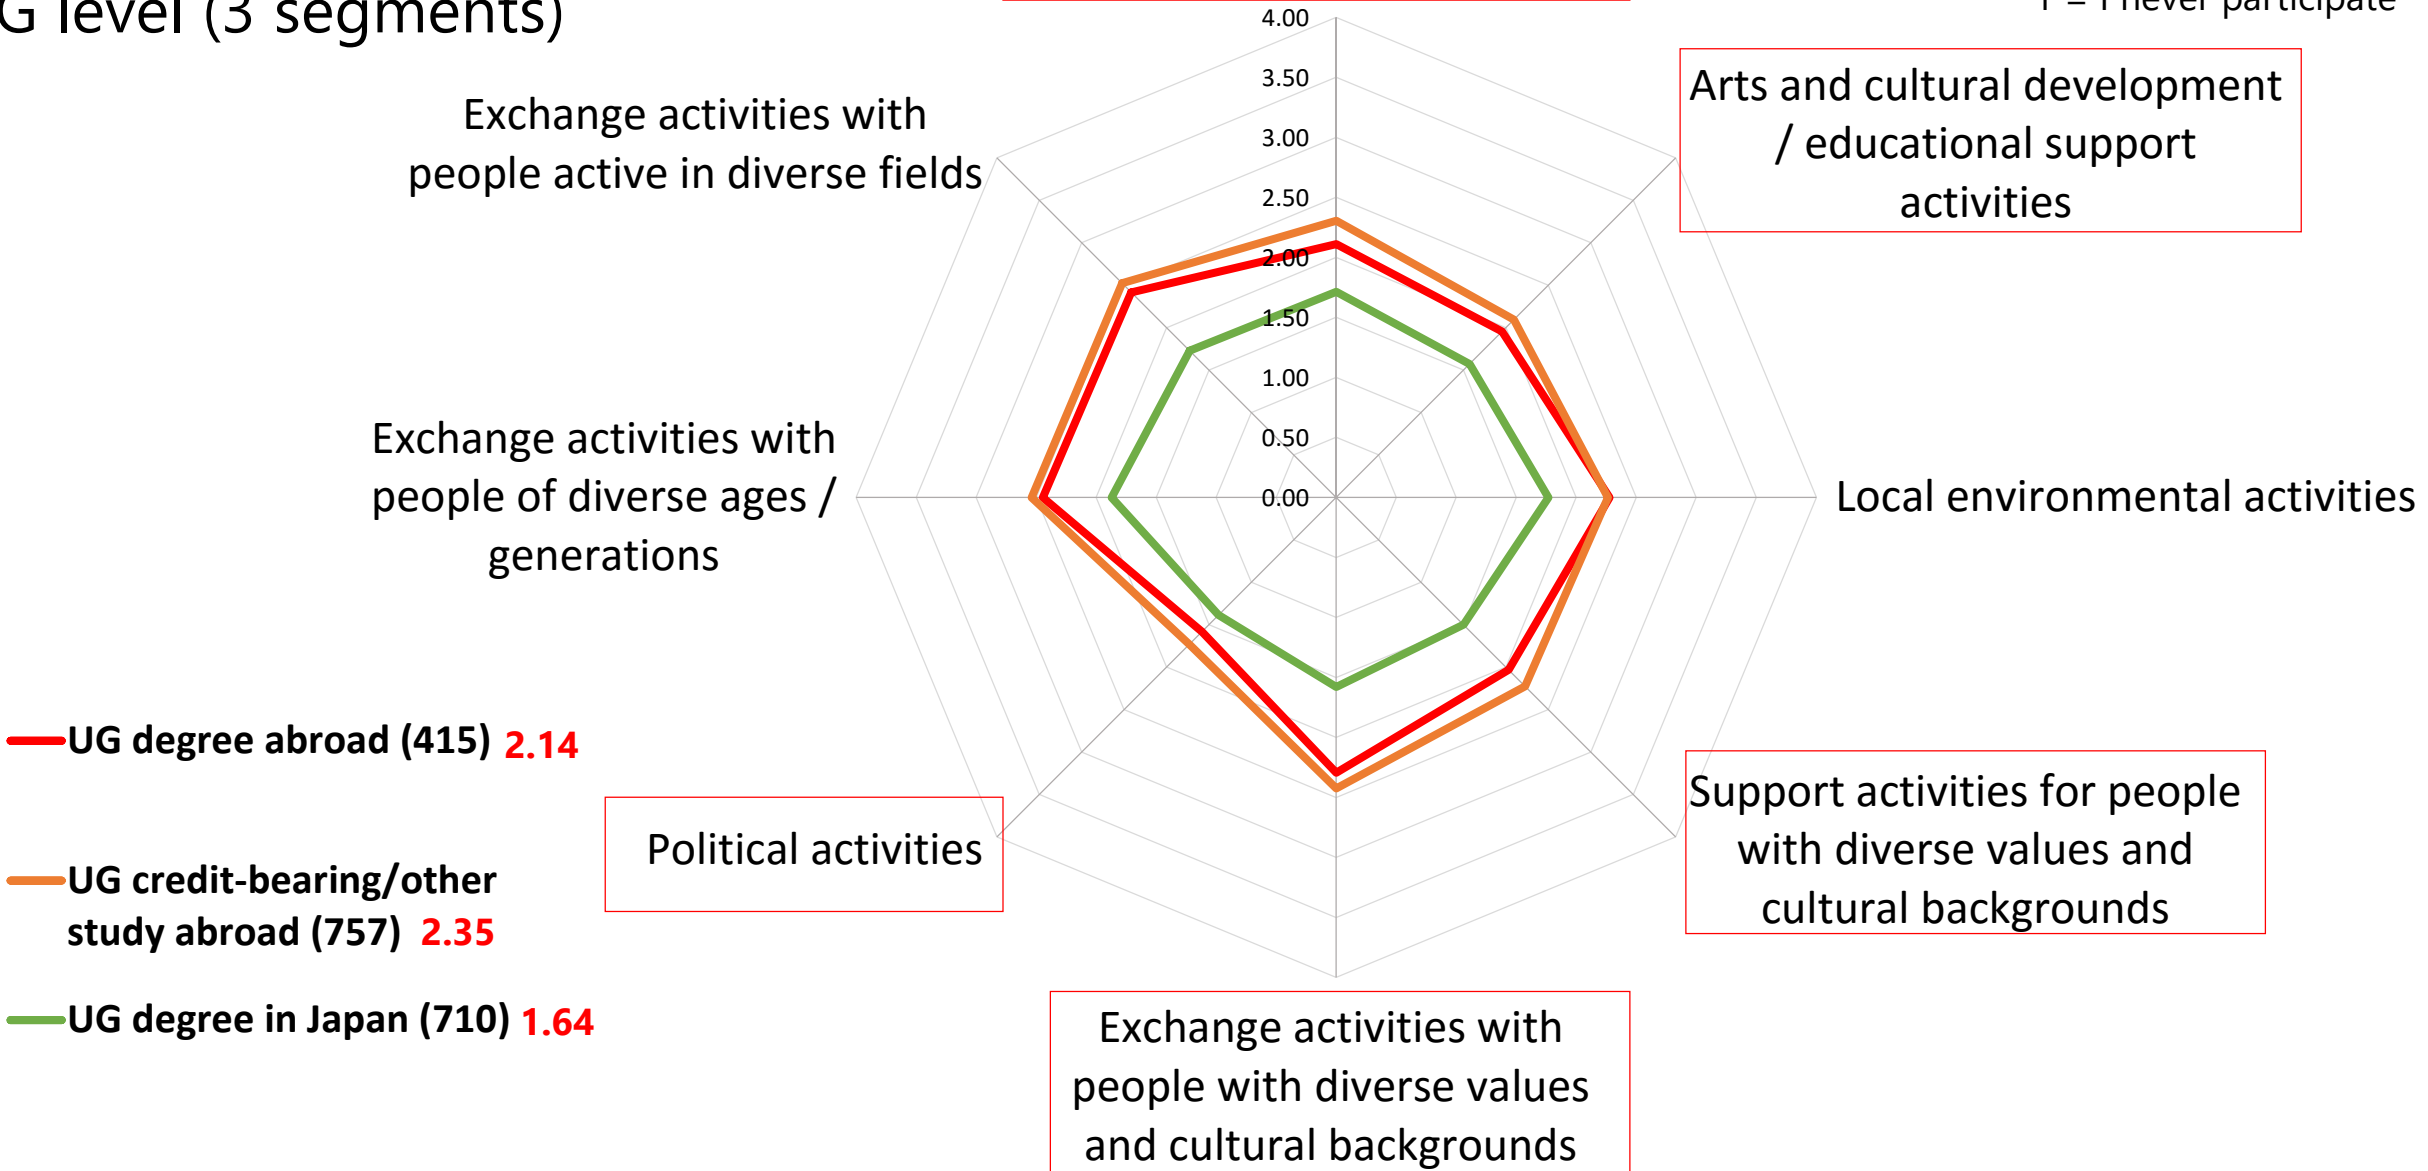 G level (3 segments)
1 = I never participate
4.00
3.50
3.00
2.50
2.00
1.50
1.00
0.50
0.00
Arts and cultural development
/ educational support
activities
Exchange activities with
people active in diverse fields
Exchange activities with
people of diverse ages /
generations
Local environmental activities
UG degree abroad (415) 2.14
UG credit-bearing/other
study abroad (757) 2.35
UG degree in Japan (710) 1.64
Political activities
Support activities for people
with diverse values and
cultural backgrounds
Exchange activities with
people with diverse values
and cultural backgrounds